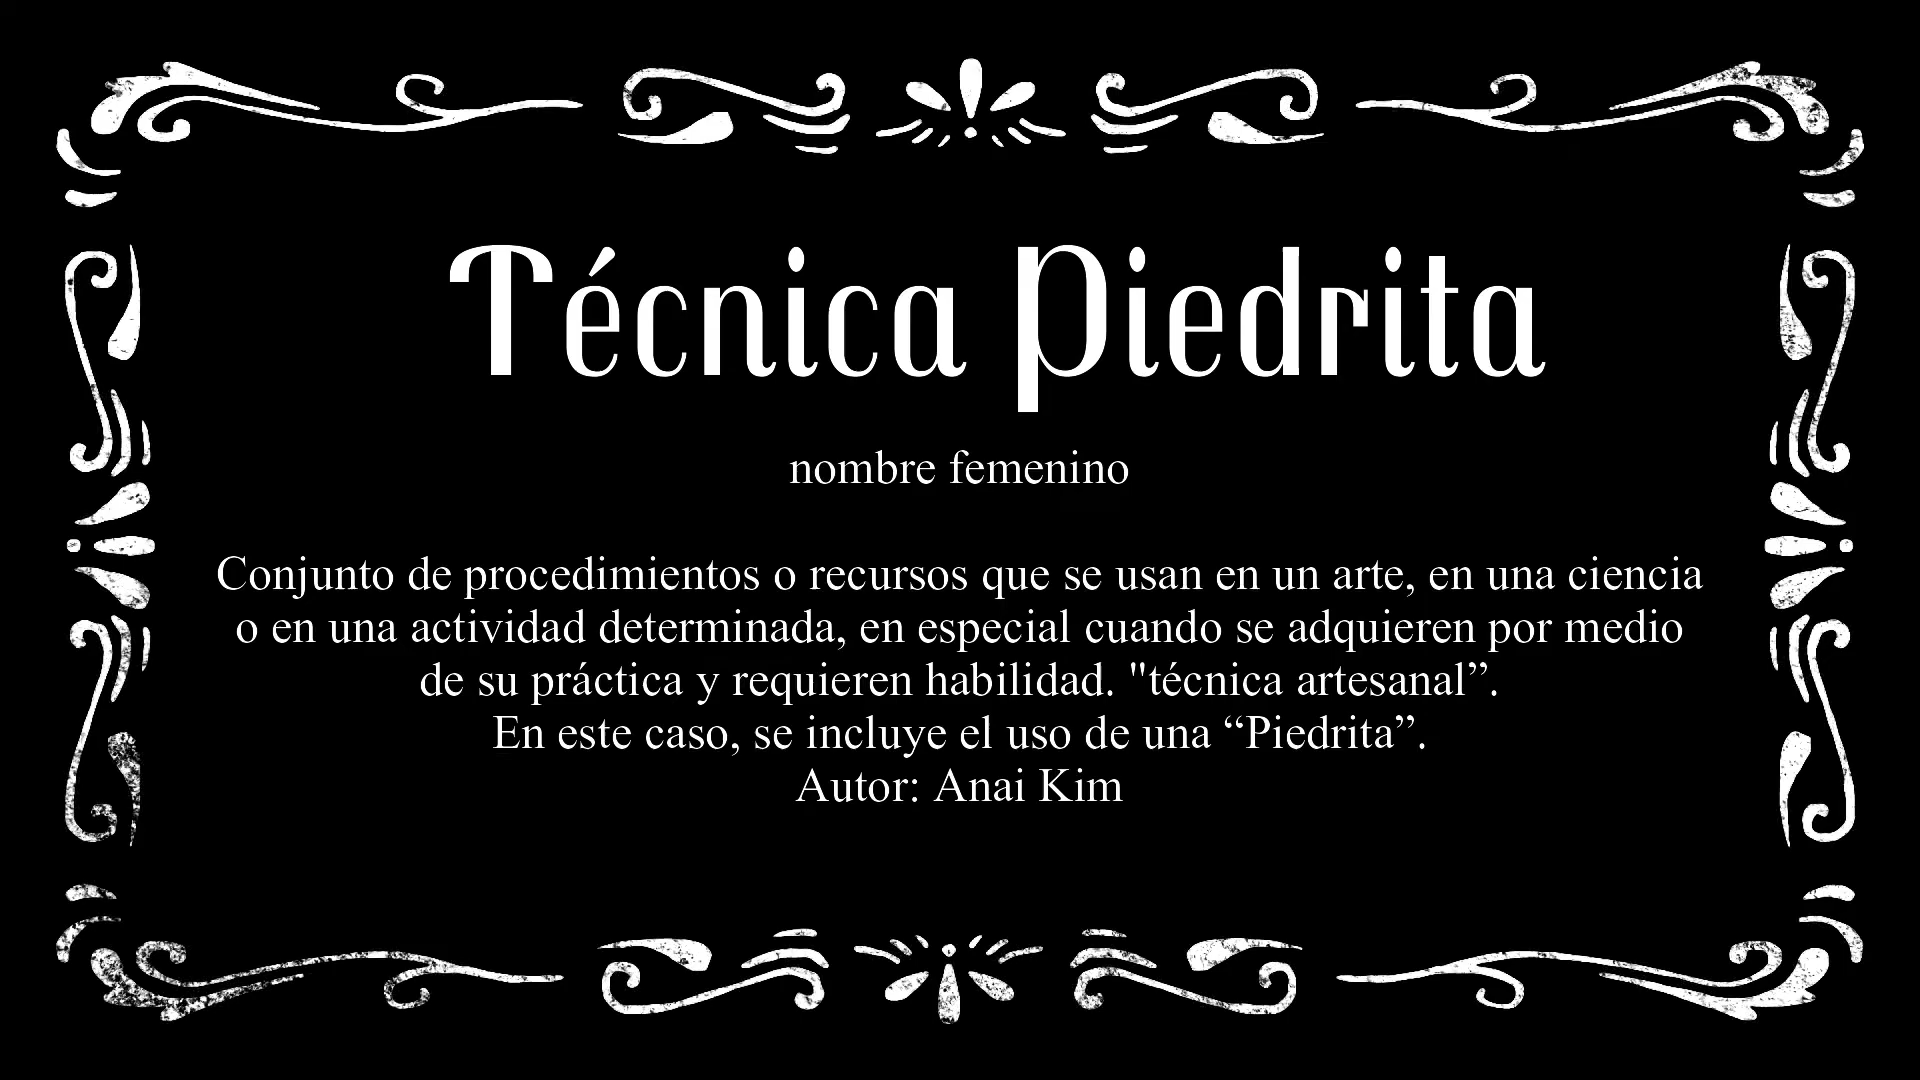 Técnica Piedrita
nombre femenino
Conjunto de procedimientos o recursos que se usan en un arte, en una ciencia
o en una actividad determinada, en especial cuando se adquieren por medio
de su práctica y requieren habilidad. "técnica artesanal”.
En este caso, se incluye el uso de una “Piedrita”.
Autor: Anai Kim